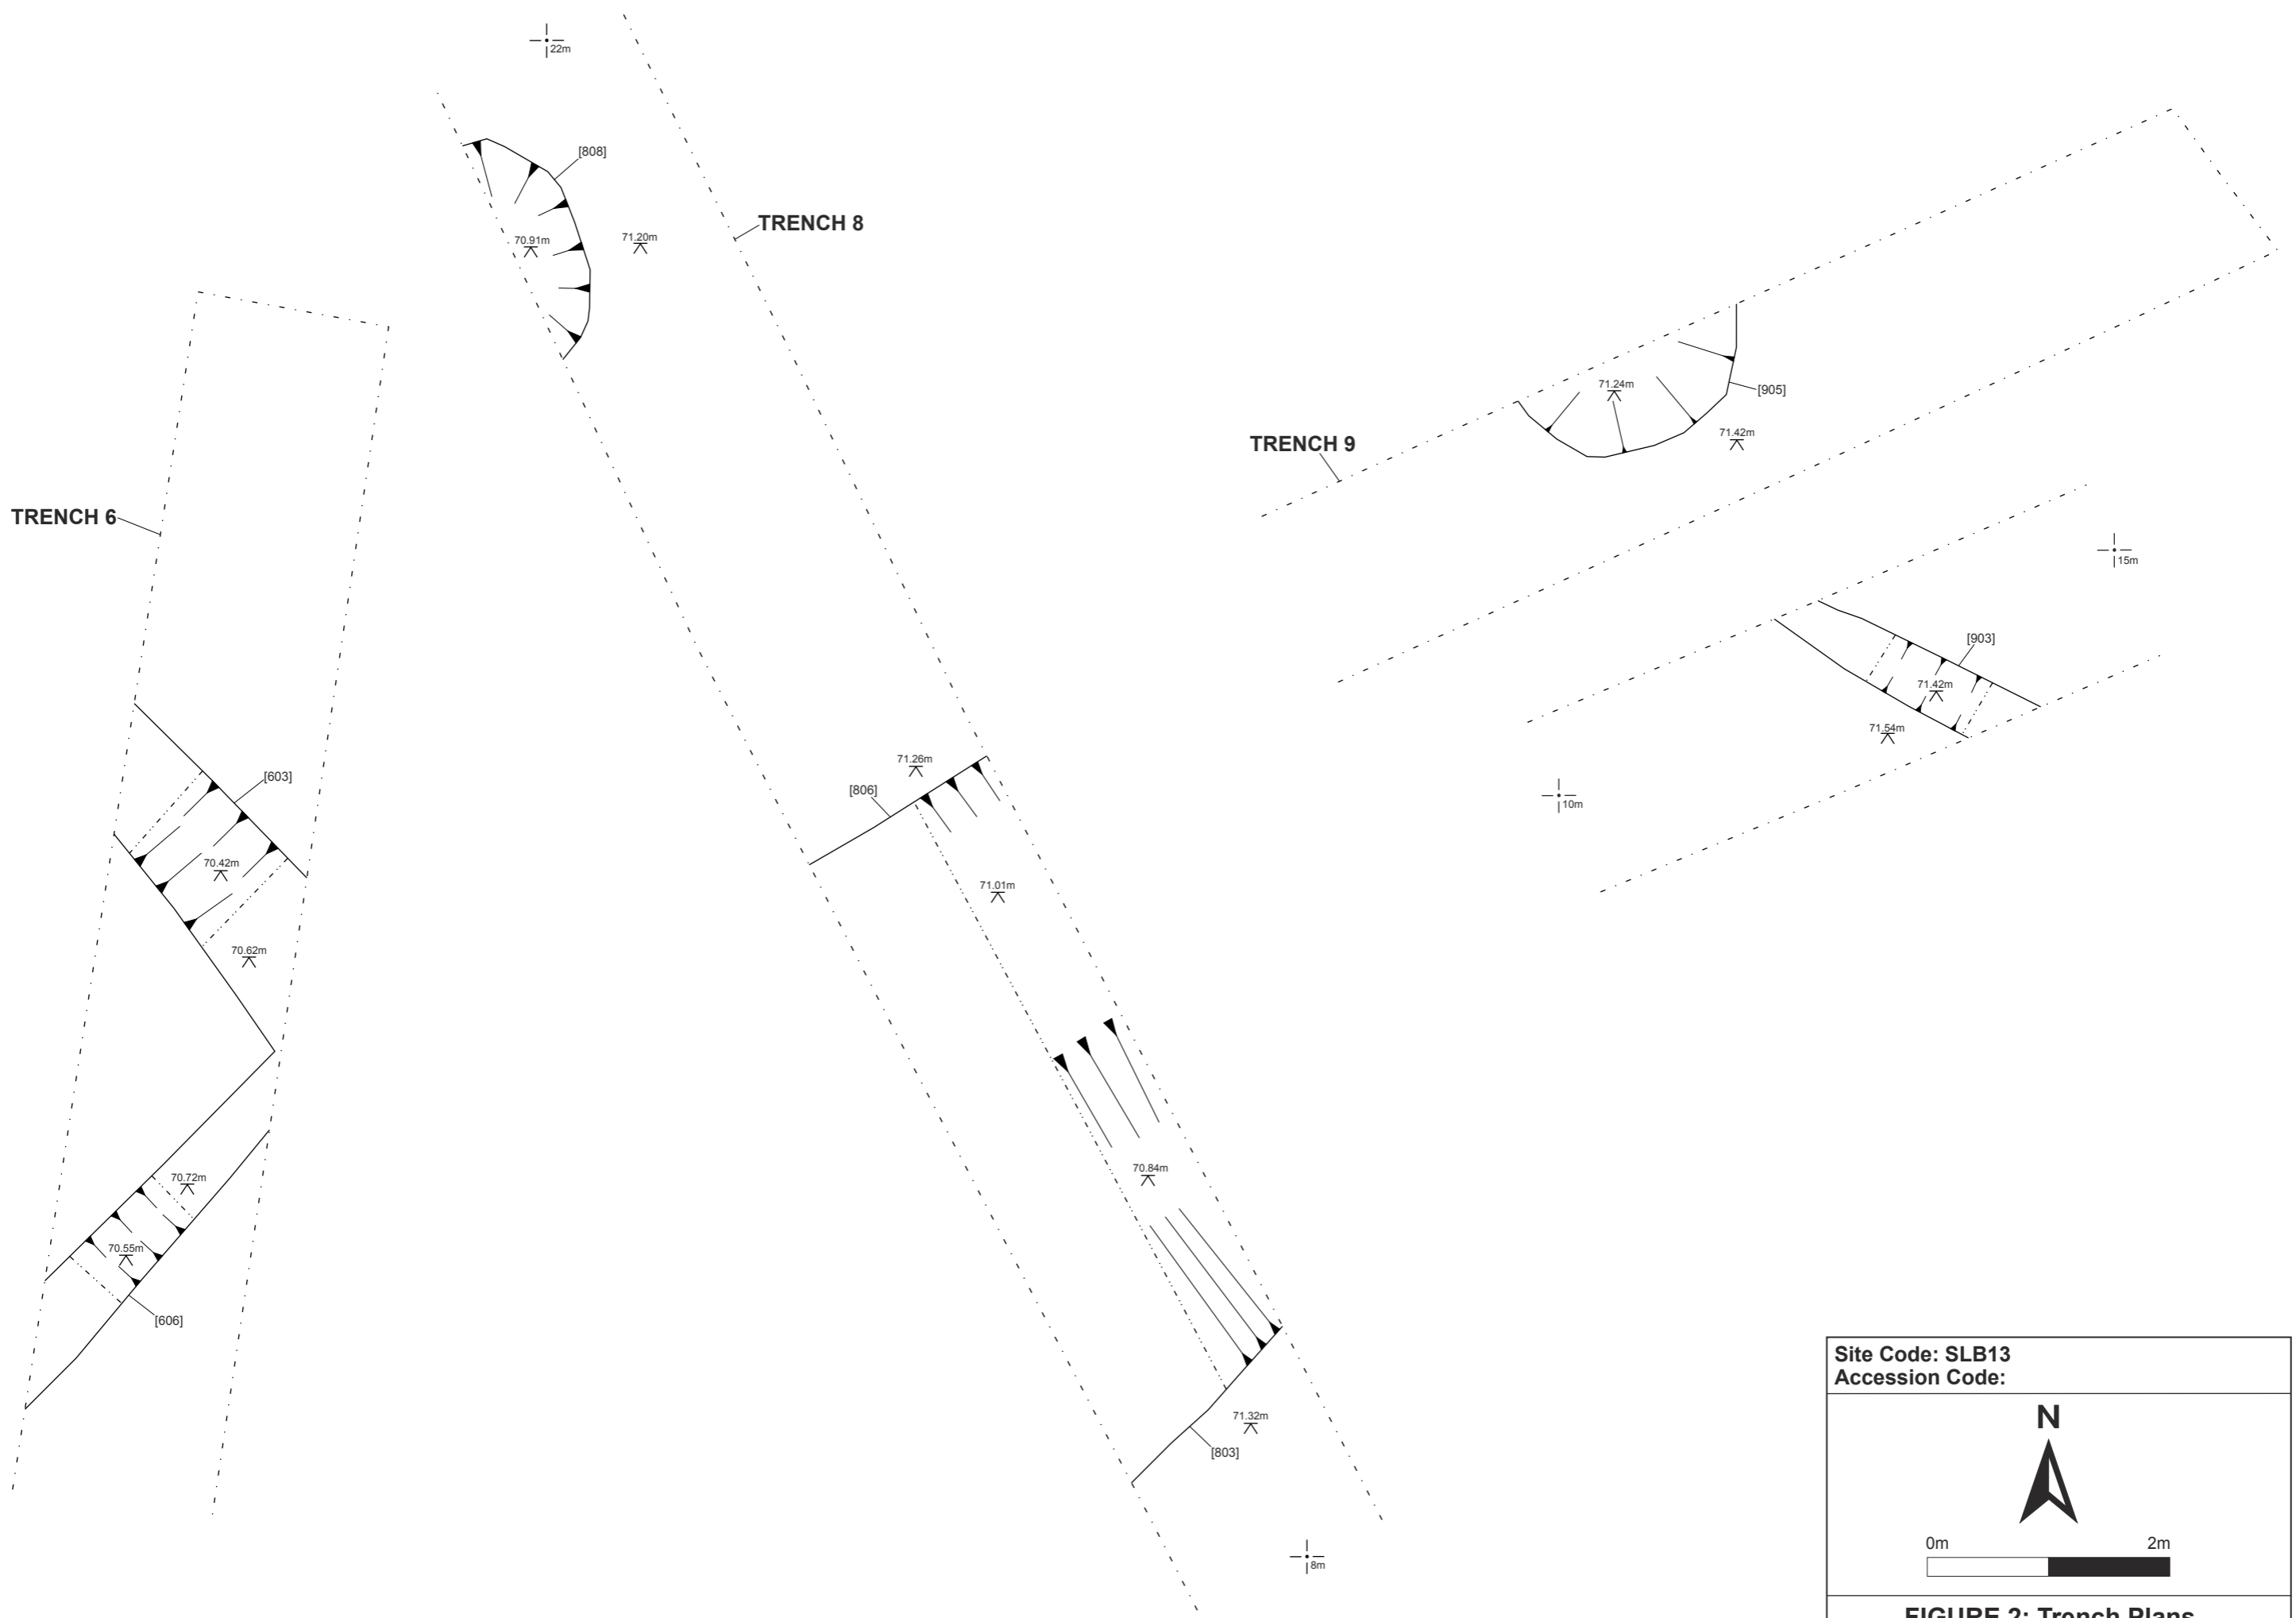 22m
[808]
TRENCH 8
70.91m
71.20m
TRENCH 6
[603]
70.42m
70.62m
70.72m
70.55m
[606]
71.26m
[806]
71.01m
70.84m
71.32m
[803]
8m
TRENCH 9
71.24m
[905]
71.42m
15m
[903]
71.42m
71.54m
10m
Site Code: SLB13
Accession Code:
N
0m 2m
FIGURE 2: Trench Plans